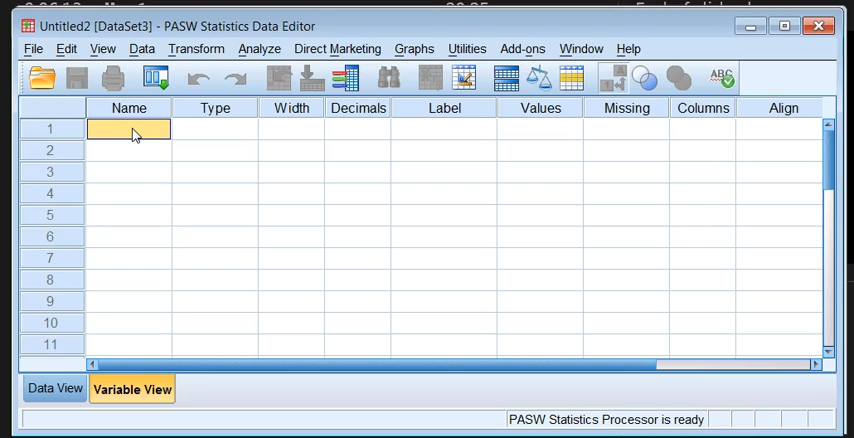 Untitled2 [DataSet3] - PASW Statistics Data Editor
File Edit View Data Transform Analyze Direct Marketing Graphs Utilities Add-ons Window Help
A
1 4
ABC
Name Type Width Decimals Label Values Missing Columns Align
1
2
3
4
5
6
7
8
9
10
11
Data View Variable View
PASW Statistics Processor is ready